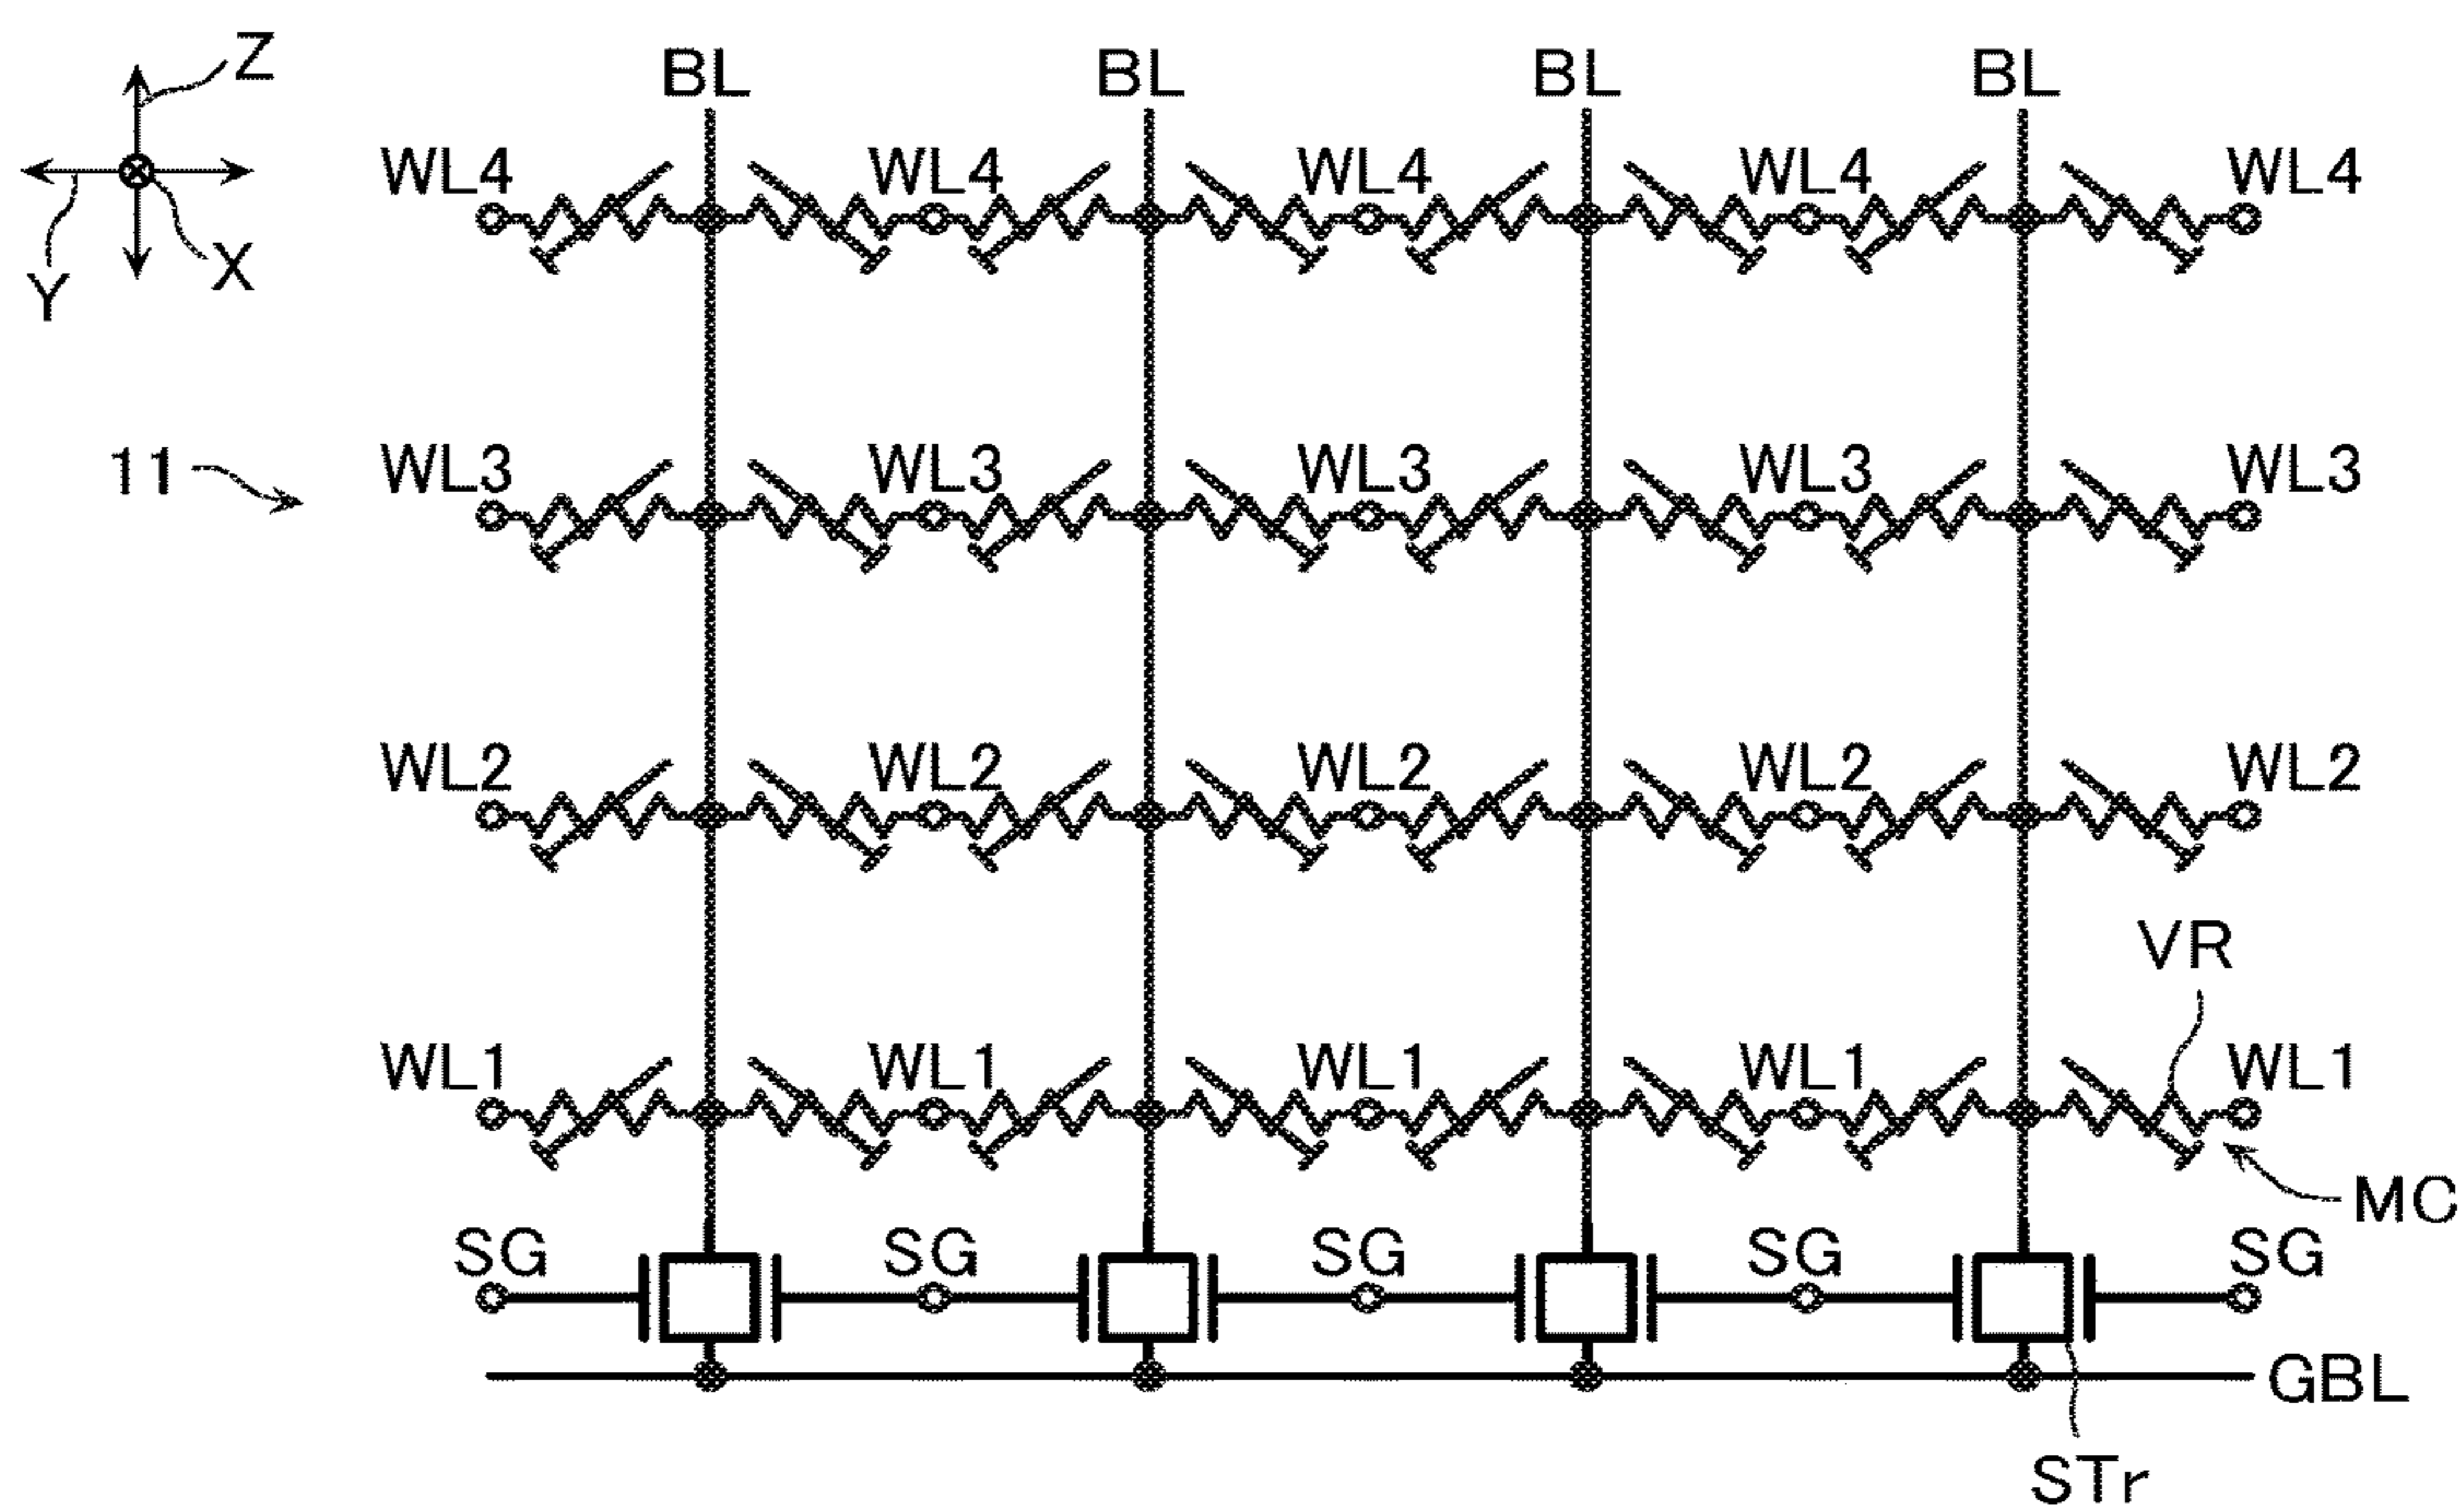 Z
BL BL BL BL
WL4 WL4 WL4 WL4 WL4
Y X
11
WL3 WL3 WL3 WL3 WL3
WL2 WL2 WL2 WL2 WL2
VR
WL1 WL1 WL1 WL1 WL1
MC
SG SG SG SG SG
GBL
STr